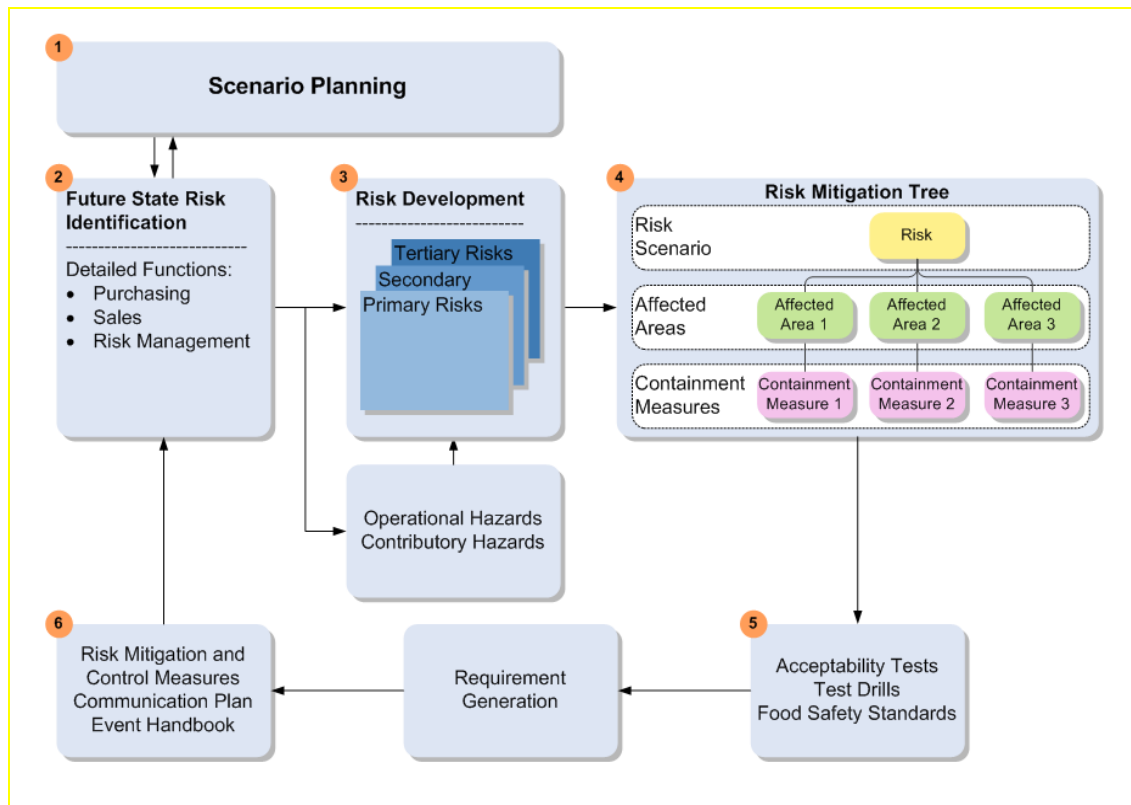 1
Scenario Planning
2
Future State Risk
Identification
-----------------------------
Detailed Functions:
• Purchasing
• Sales
• Risk Management
3
Risk Development
---------------------------
Tertiary Risks
Secondary
Primary Risks
Operational Hazards
Contributory Hazards
4
Risk Mitigation Tree
Risk
Scenario
Risk
Affected
Areas
Affected
Area 1
Affected
Area 2
Affected
Area 3
Containment
Measures
Containment
Measure 1
Containment
Measure 2
Containment
Measure 3
5
Acceptability Tests
Test Drills
Food Safety Standards
Requirement
Generation
6
Risk Mitigation and
Control Measures
Communication Plan
Event Handbook